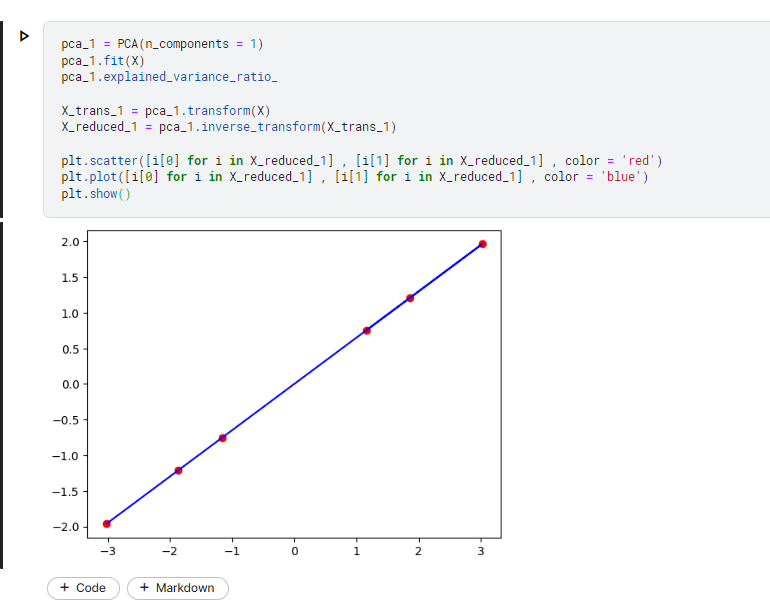 pca_1 = PCA(n_components = 1)
pca_1.fit(X)
pca_1.explained_variance_ratio_
X_trans_1 = pca_1.transform(X)
X_reduced_1 = pca_1.inverse_transform(X_trans_1)
plt.scatter([i[0] for i in X_reduced_1] , [i[1] for i in X_reduced_1] , color = 'red')
plt.plot([i[0] for i in X_reduced_1] , [i[1] for i in X_reduced_1] , color = 'blue')
plt.show()
2.0
1.5
1.0
0.5
0.0
−0.5
−1.0
−1.5
−2.0
−3 −2 −1 0 1 2 3
+ Code + Markdown